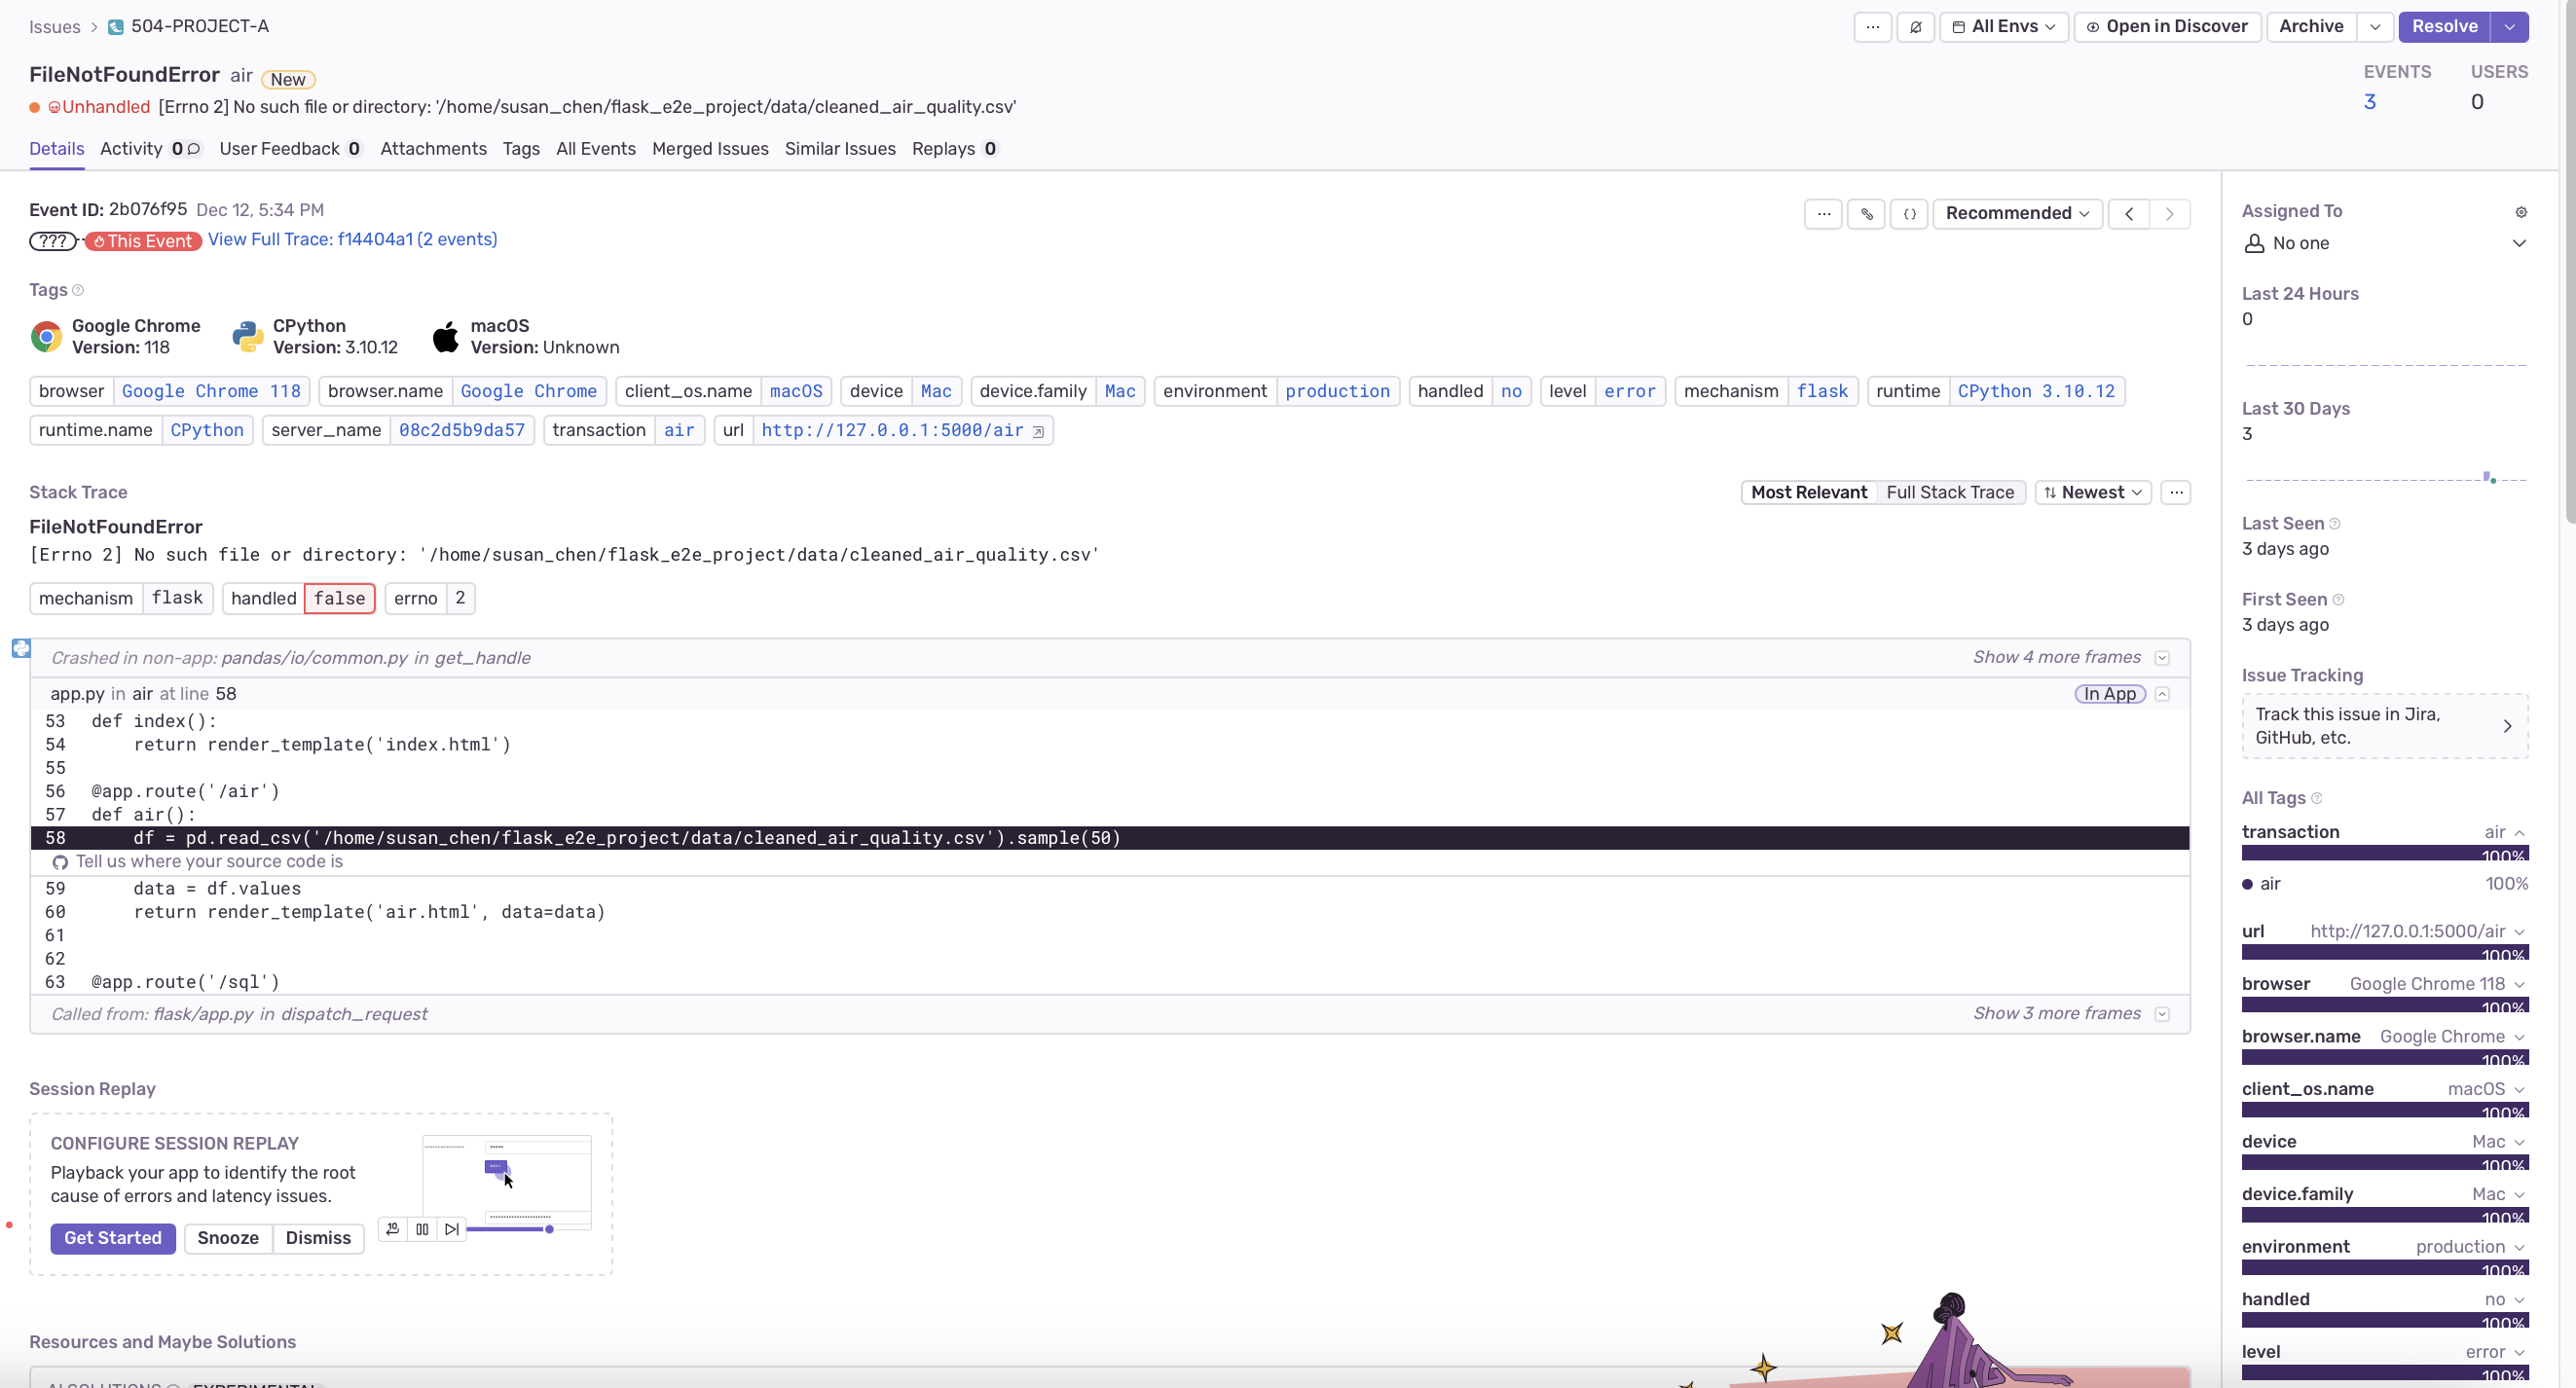 Issues > 504-PROJECT-A
... All Envs Open in Discover Archive Resolve
FileNotFoundError air New
EVENTS USERS
3 0
Unhandled [Errno 2] No such file or directory: '/home/susan_chen/flask_e2e_project/data/cleaned_air_quality.csv'
Details Activity 0 User Feedback 0 Attachments Tags All Events Merged Issues Similar Issues Replays 0
Event ID: 2b076f95 Dec 12, 5:34 PM
... {} Recommended
??? This Event View Full Trace: f14404a1 (2 events)
Tags ?
Google Chrome
Version: 118
CPython
Version: 3.10.12
macOS
Version: Unknown
browser Google Chrome 118 browser.name Google Chrome client_os.name macOS device Mac device.family Mac environment production handled no level error mechanism flask runtime CPython 3.10.12
runtime.name CPython server_name 08c2d5b9da57 transaction air url http://127.0.0.1:5000/air
Stack Trace
Most Relevant Full Stack Trace Newest ...
FileNotFoundError
[Errno 2] No such file or directory: '/home/susan_chen/flask_e2e_project/data/cleaned_air_quality.csv'
mechanism flask handled false errno 2
Crashed in non-app: pandas/io/common.py in get_handle Show 4 more frames
app.py in air at line 58 In App
53 def index():
54 return render_template('index.html')
55
56 @app.route('/air')
57 def air():
58 df = pd.read_csv('/home/susan_chen/flask_e2e_project/data/cleaned_air_quality.csv').sample(50)
Tell us where your source code is
59 data = df.values
60 return render_template('air.html', data=data)
61
62
63 @app.route('/sql')
Called from: flask/app.py in dispatch_request Show 3 more frames
Session Replay
CONFIGURE SESSION REPLAY
Playback your app to identify the root
cause of errors and latency issues.
Get Started Snooze Dismiss
10
Resources and Maybe Solutions
AI SOLUTIONS EXPERIMENTAL
Assigned To
No one
Last 24 Hours
0
Last 30 Days
3
Last Seen ?
3 days ago
First Seen ?
3 days ago
Issue Tracking
Track this issue in Jira,
GitHub, etc.
All Tags ?
transaction air
100%
air 100%
url http://127.0.0.1:5000/air
100%
browser Google Chrome 118
100%
browser.name Google Chrome
100%
client_os.name macOS
100%
device Mac
100%
device.family Mac
100%
environment production
100%
handled no
100%
level error
100%